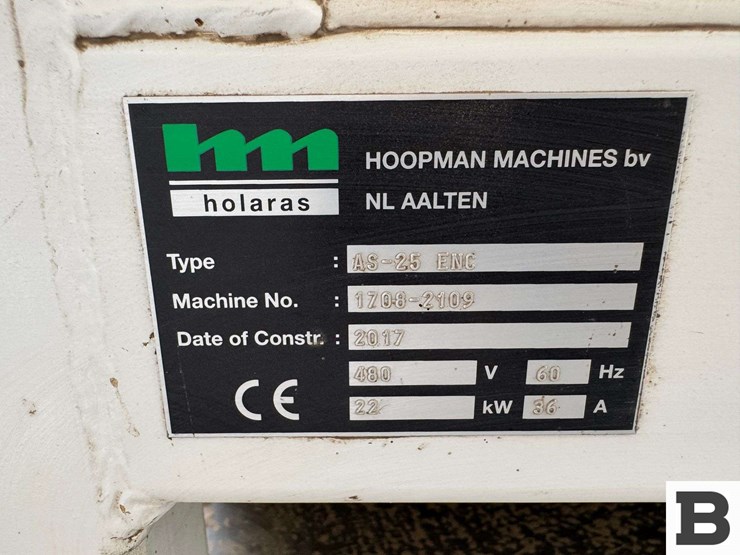 hm
holaras
HOOPMAN MACHINES bv
NL AALTEN
Type : AS-25 ENC
Machine No. : 1708-2109
Date of Constr. : 2017
480 V 60 Hz
CE 22 kW 36 A
B